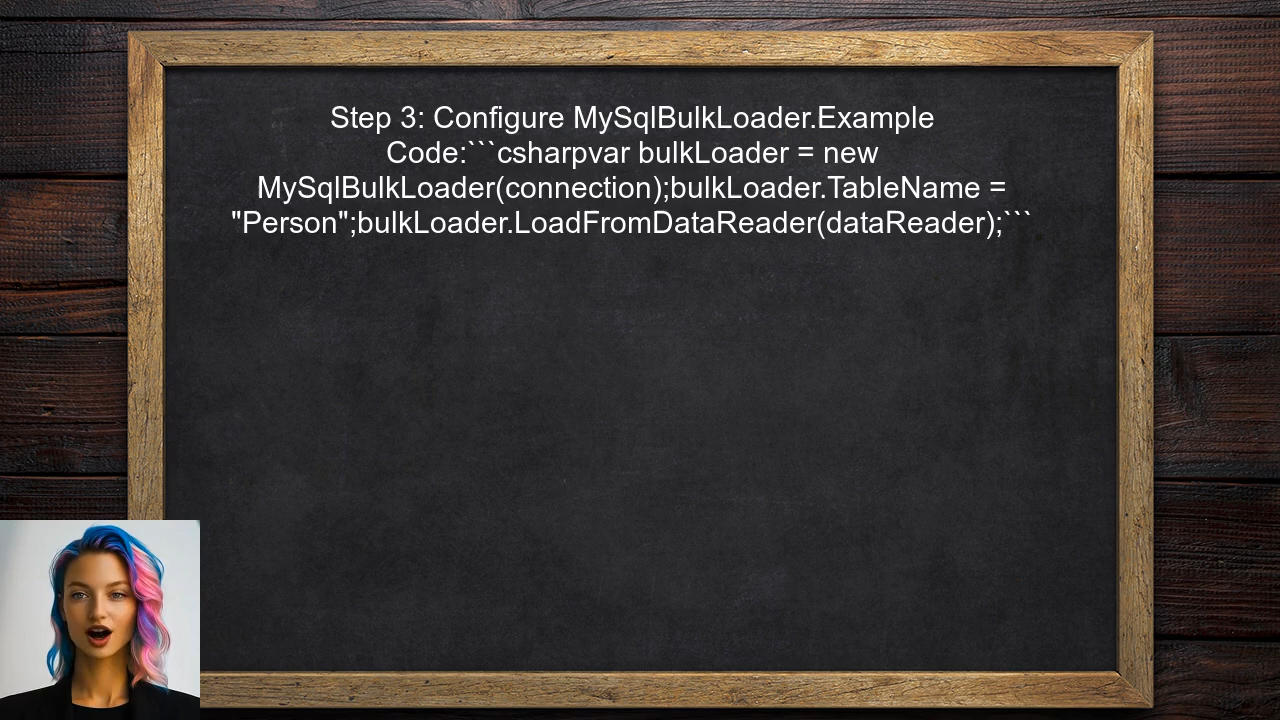 Step 3: Configure MySqlBulkLoader.Example
Code:```csharpvar bulkLoader = new
MySqlBulkLoader(connection);bulkLoader.TableName =
"Person";bulkLoader.LoadFromDataReader(dataReader);```